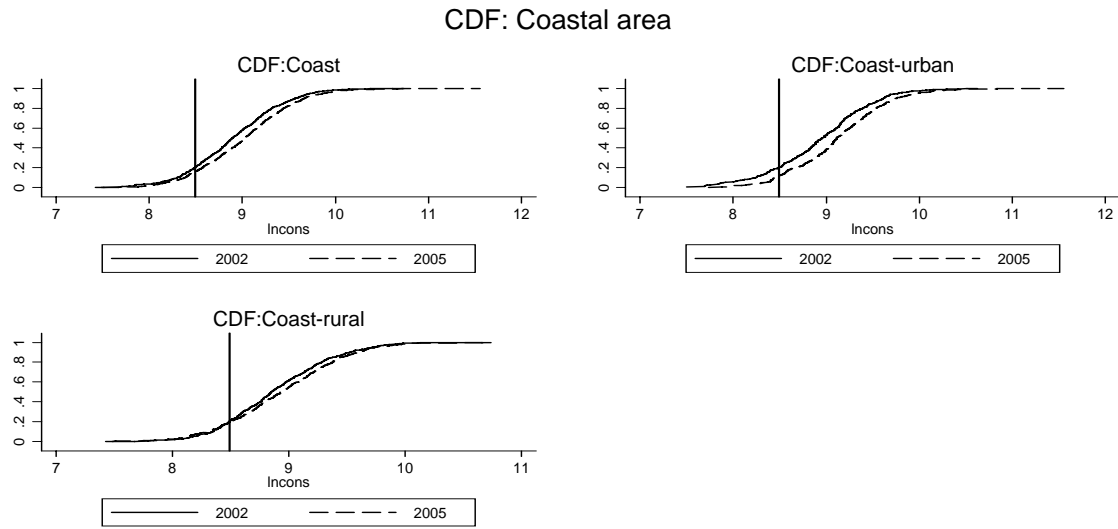 CDF: Coastal area
CDF:Coast
0 .2 .4 .6 .8 1
7 8 9 10 11 12
lncons
2002 2005
CDF:Coast-urban
0 .2 .4 .6 .8 1
7 8 9 10 11 12
lncons
2002 2005
CDF:Coast-rural
0 .2 .4 .6 .8 1
7 8 9 10 11
lncons
2002 2005